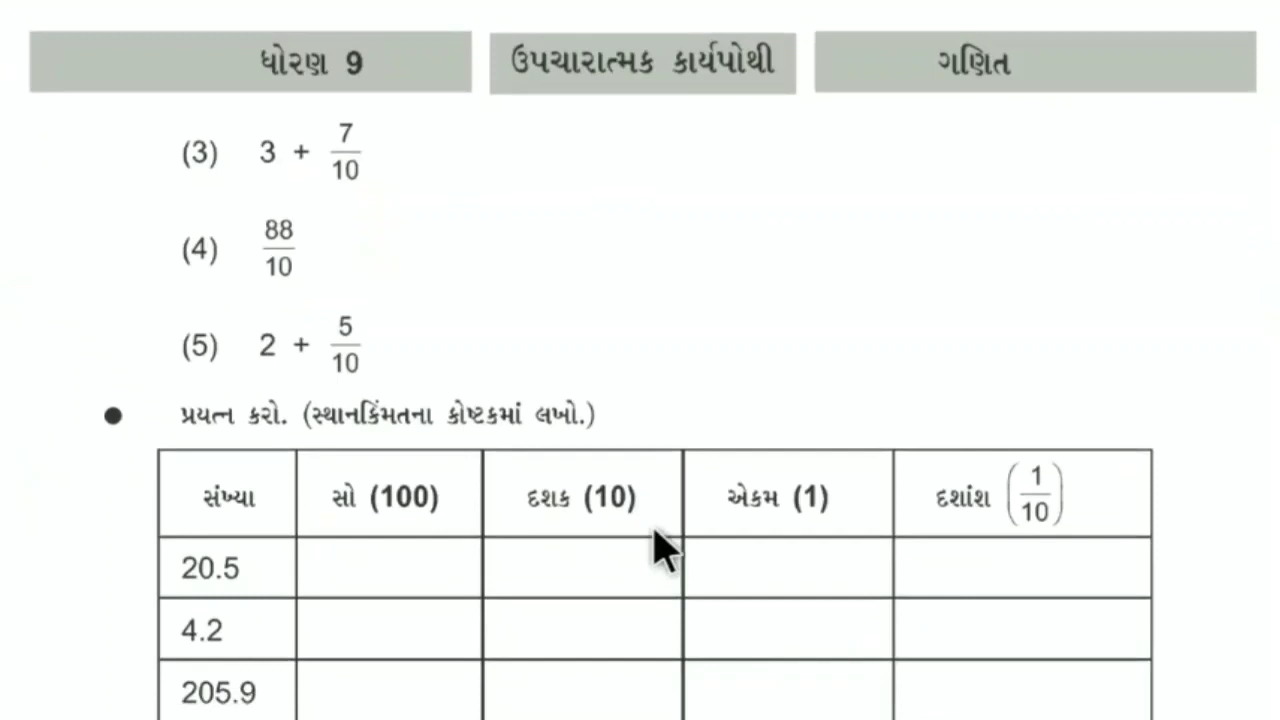 ધોરણ 9 ઉપચારાત્મક કાર્યપોથી ગણિત
(3) 3 + 7/10
(4) 88/10
(5) 2 + 5/10
● પ્રયત્ન કરો. (સ્થાનકિંમતના કોષ્ટકમાં લખો.)
સંખ્યા સો (100) દશક (10) એકમ (1) દશાંશ (1/10)
20.5
4.2
205.9